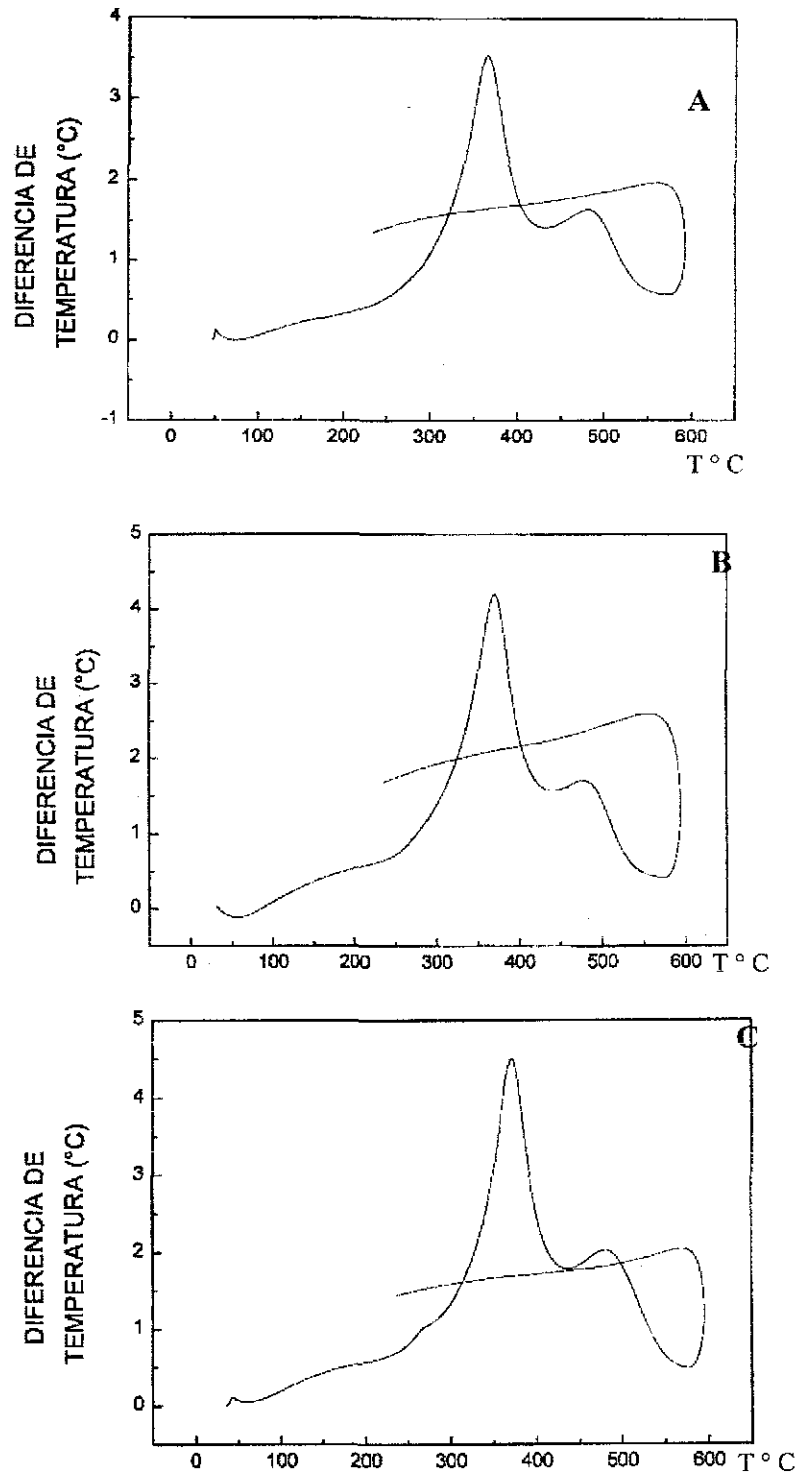 A
DIFERENCIA DE
TEMPERATURA (°C)
4
3
2
1
0
-1
0 100 200 300 400 500 600
T ° C
B
DIFERENCIA DE
TEMPERATURA (°C)
5
4
3
2
1
0
0 100 200 300 400 500 600 T ° C
C
DIFERENCIA DE
TEMPERATURA (°C)
5
4
3
2
1
0
0 100 200 300 400 500 600 T ° C